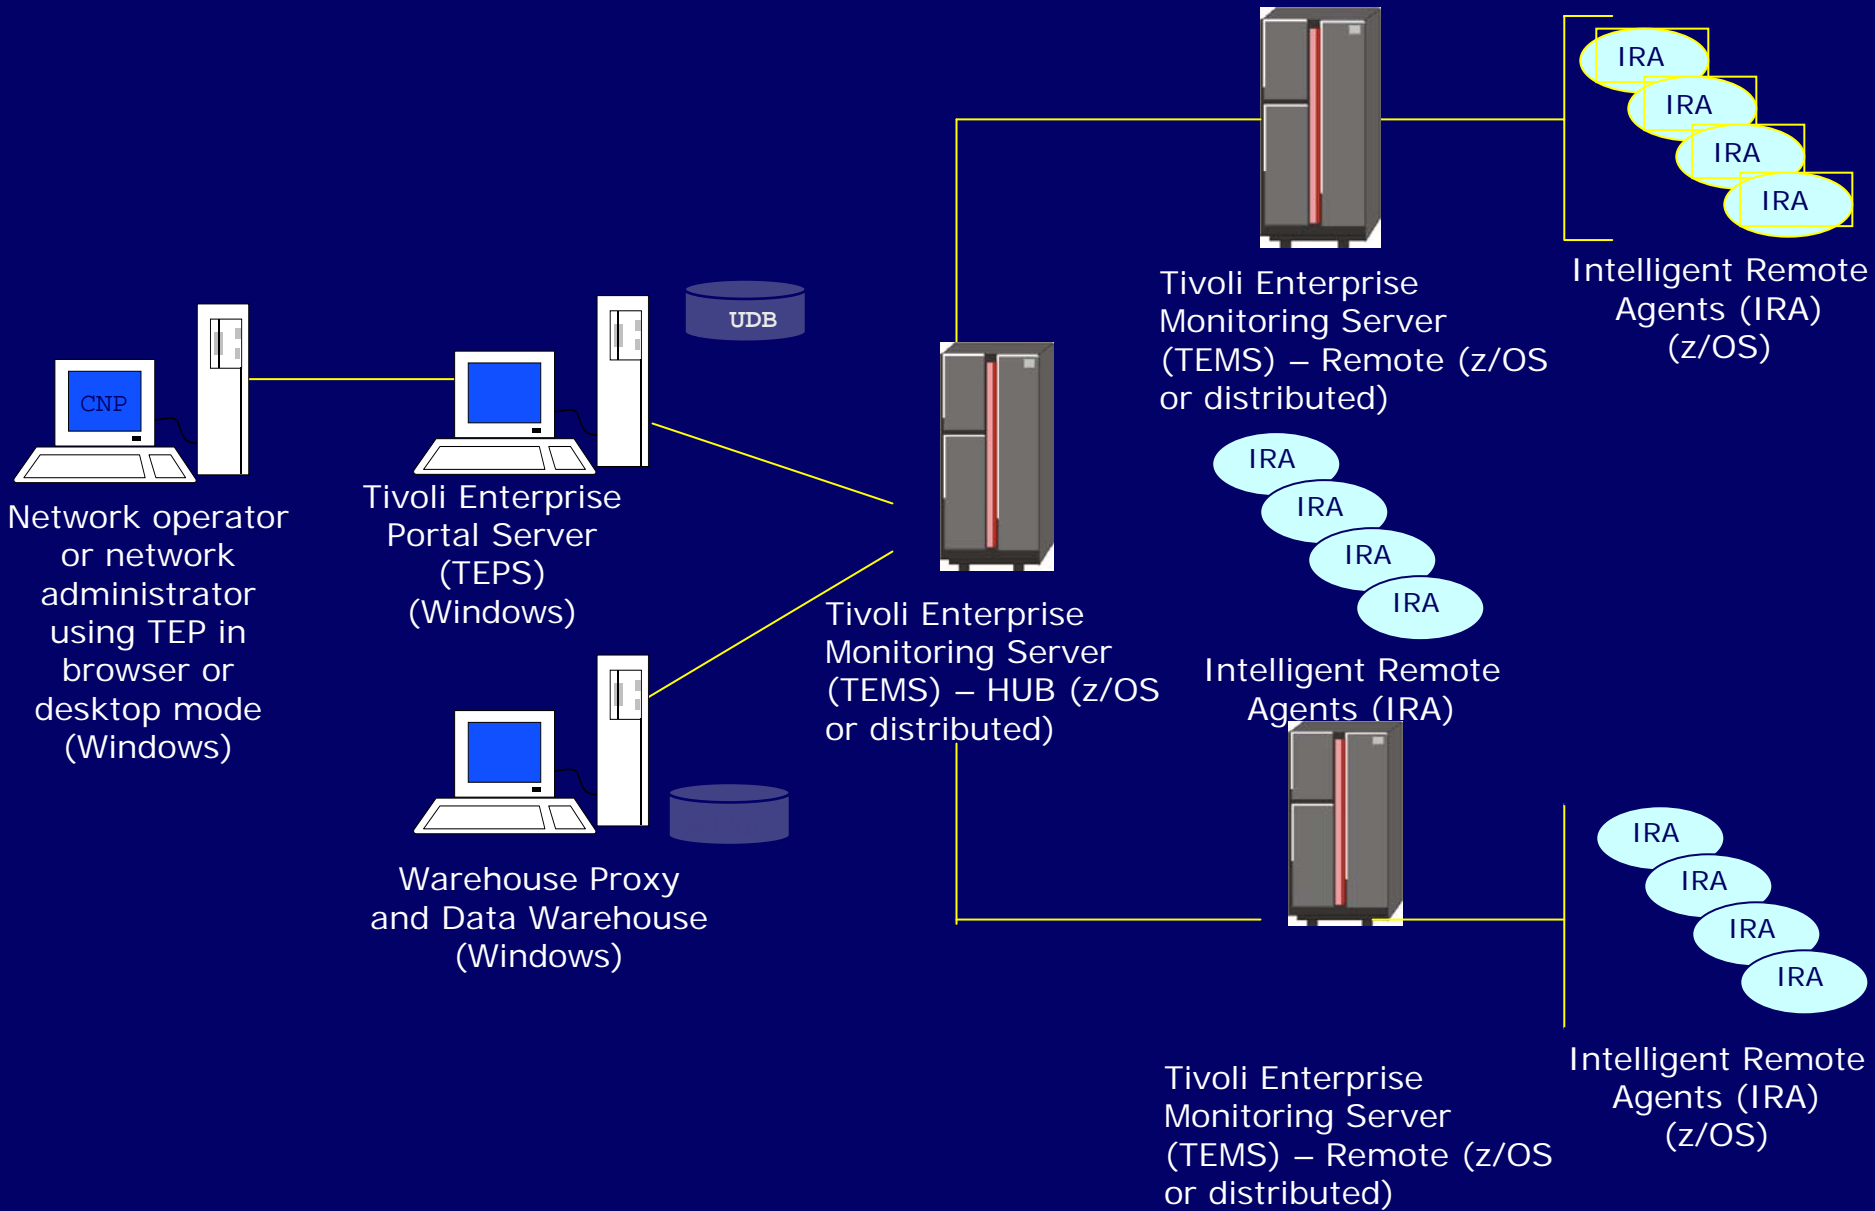 CNP
Network operator
or network
administrator
using TEP in
browser or
desktop mode
(Windows)
Tivoli Enterprise
Portal Server
(TEPS)
(Windows)
UDB
Warehouse Proxy
and Data Warehouse
(Windows)
Tivoli Enterprise
Monitoring Server
(TEMS) – HUB (z/OS
or distributed)
Tivoli Enterprise
Monitoring Server
(TEMS) – Remote (z/OS
or distributed)
IRA
IRA
IRA
IRA
Intelligent Remote
Agents (IRA)
(z/OS)
IRA
IRA
IRA
IRA
Intelligent Remote
Agents (IRA)
Tivoli Enterprise
Monitoring Server
(TEMS) – Remote (z/OS
or distributed)
IRA
IRA
IRA
IRA
Intelligent Remote
Agents (IRA)
(z/OS)